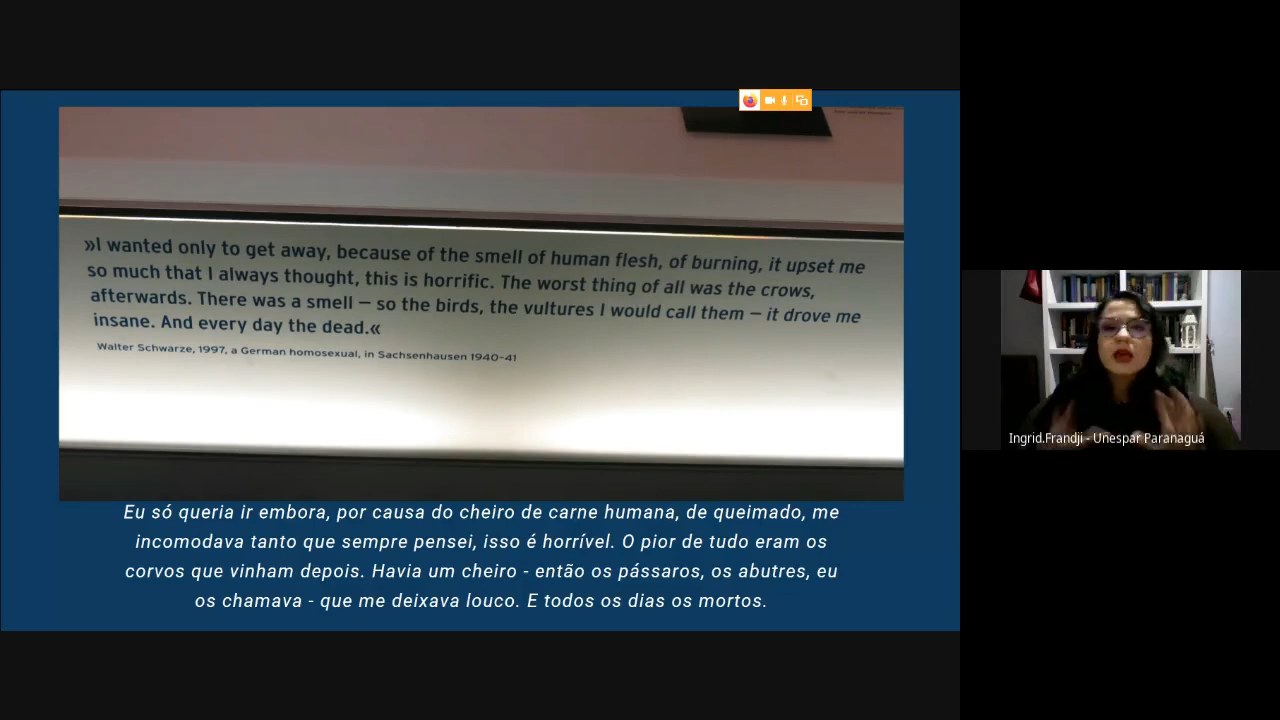 »I wanted only to get away, because of the smell of human flesh, of burning, it upset me
so much that I always thought, this is horrific. The worst thing of all was the crows,
afterwards. There was a smell – so the birds, the vultures I would call them – it drove me
insane. And every day the dead.«
Walter Schwarze, 1997, a German homosexual, in Sachsenhausen 1940-41
Eu só queria ir embora, por causa do cheiro de carne humana, de queimado, me
incomodava tanto que sempre pensei, isso é horrível. O pior de tudo eram os
corvos que vinham depois. Havia um cheiro - então os pássaros, os abutres, eu
os chamava - que me deixava louco. E todos os dias os mortos.
Ingrid.Frandji - Unespar Paranaguá